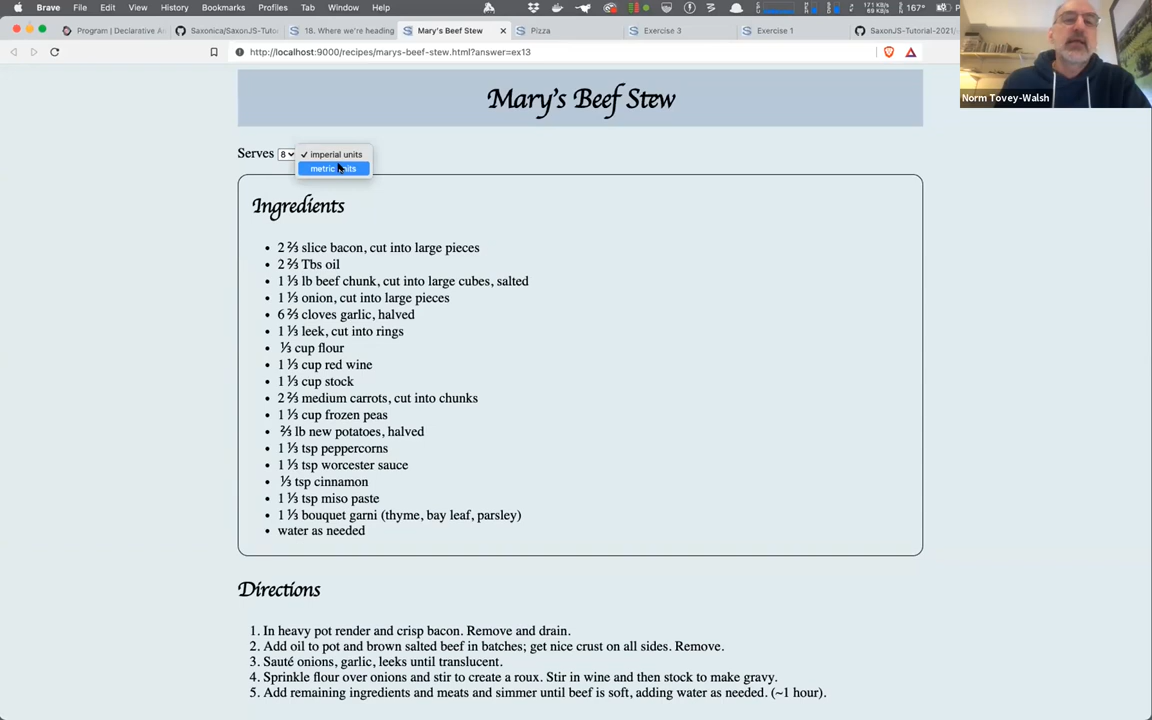 Brave File Edit View History Bookmarks Profiles Tab Window Help
171 KB/s
69 KB/s
167°
Program | Declarative A
Saxonica/SaxonJS-Tuto
18. Where we're heading
Mary's Beef Stew
Pizza
Exercise 3
Exercise 1
SaxonJS-Tutorial-2021/
http://localhost:9000/recipes/marys-beef-stew.html?answer=ex13
Norm Tovey-Walsh
Mary's Beef Stew
Serves 8 ✓ imperial units
metric units
Ingredients
• 2 ⅔ slice bacon, cut into large pieces
• 2 ⅔ Tbs oil
• 1 ⅓ lb beef chunk, cut into large cubes, salted
• 1 ⅓ onion, cut into large pieces
• 6 ⅔ cloves garlic, halved
• 1 ⅓ leek, cut into rings
• ⅓ cup flour
• 1 ⅓ cup red wine
• 1 ⅓ cup stock
• 2 ⅔ medium carrots, cut into chunks
• 1 ⅓ cup frozen peas
• ⅔ lb new potatoes, halved
• 1 ⅓ tsp peppercorns
• 1 ⅓ tsp worcester sauce
• ⅓ tsp cinnamon
• 1 ⅓ tsp miso paste
• 1 ⅓ bouquet garni (thyme, bay leaf, parsley)
• water as needed
Directions
1. In heavy pot render and crisp bacon. Remove and drain.
2. Add oil to pot and brown salted beef in batches; get nice crust on all sides. Remove.
3. Sauté onions, garlic, leeks until translucent.
4. Sprinkle flour over onions and stir to create a roux. Stir in wine and then stock to make gravy.
5. Add remaining ingredients and meats and simmer until beef is soft, adding water as needed. (~1 hour).